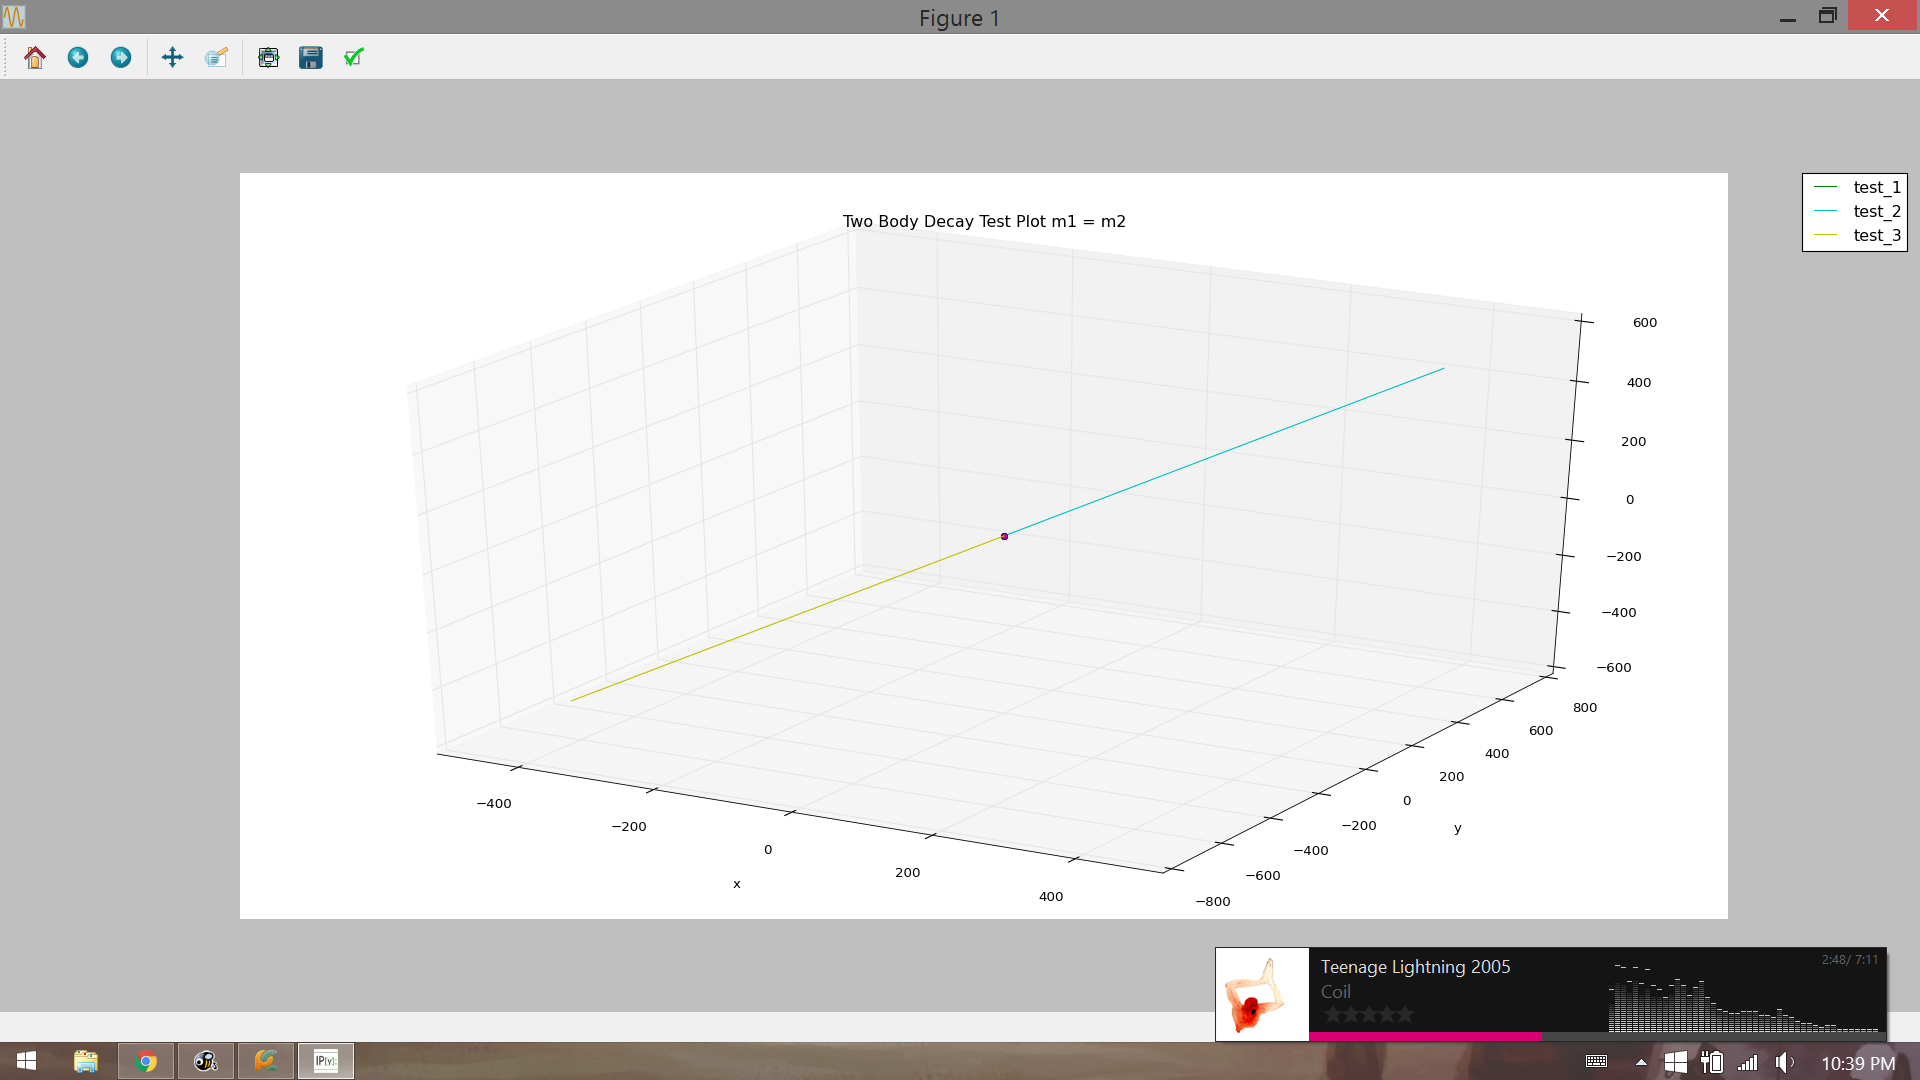 Figure 1
test_1
test_2
test_3
Two Body Decay Test Plot m1 = m2
600
400
200
0
−200
−400
−600
800
600
400
200
0
−200
−400
−600
−800
y
−400
−200
0
200
400
x
Teenage Lightning 2005
2:48/ 7:11
Coil
IP[y]:
10:39 PM